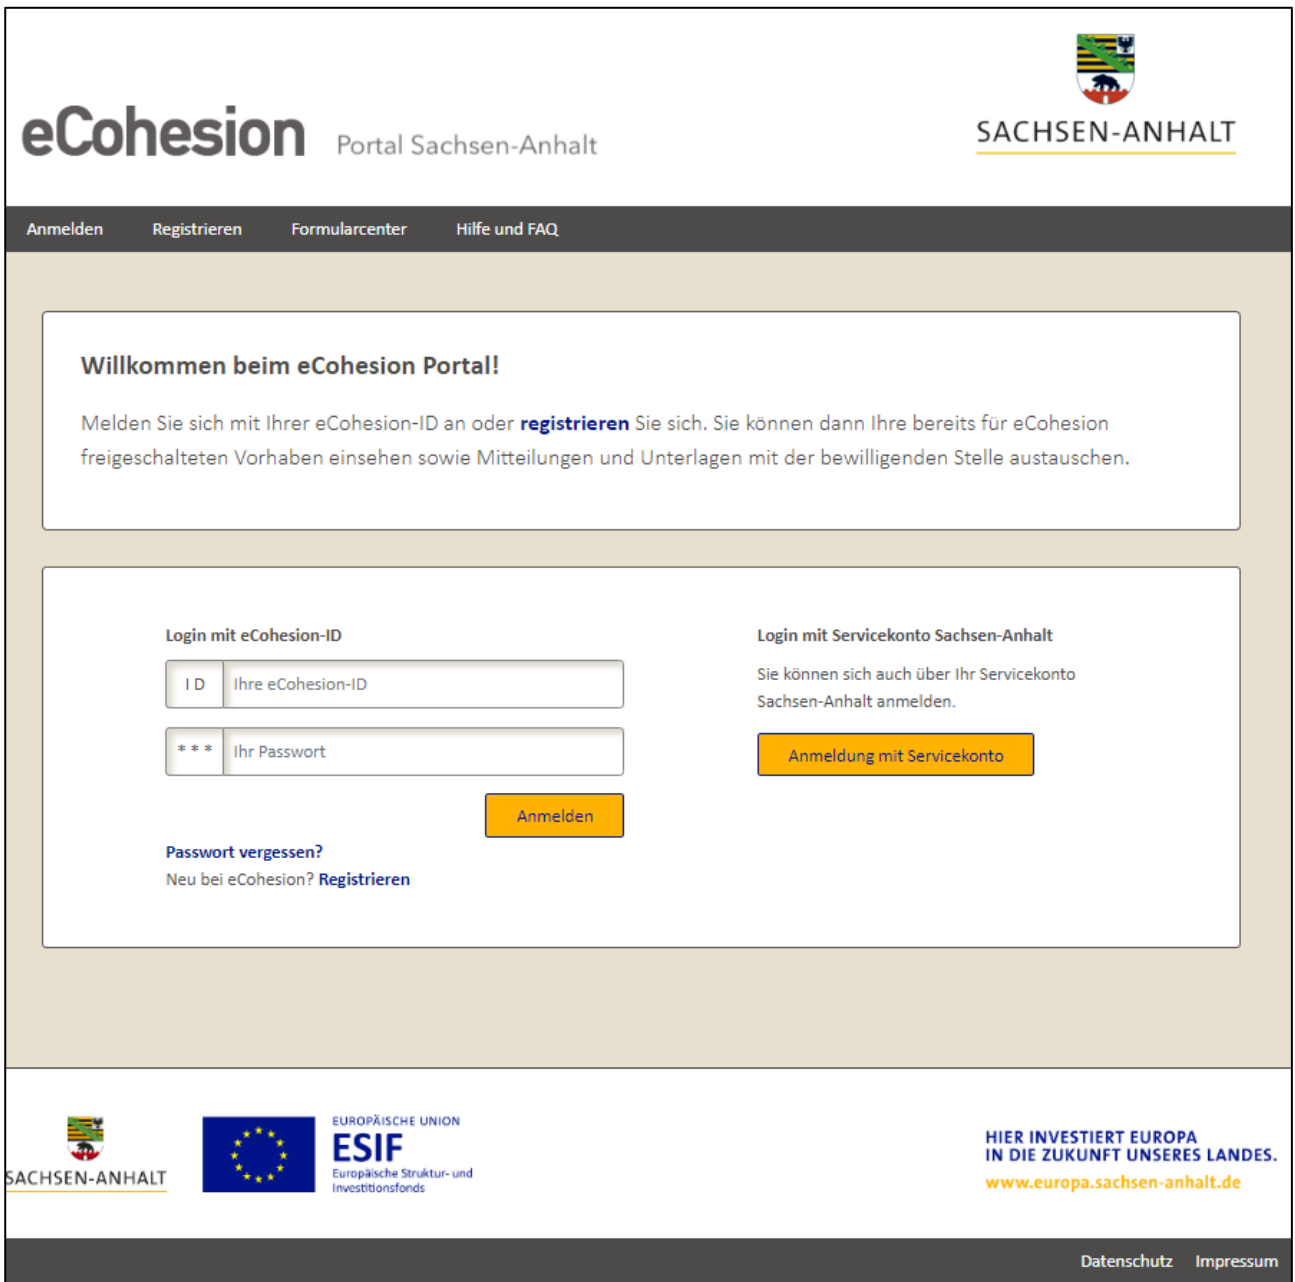 eCohesion Portal Sachsen-Anhalt
SACHSEN-ANHALT
Anmelden Registrieren Formularcenter Hilfe und FAQ
Willkommen beim eCohesion Portal!
Melden Sie sich mit Ihrer eCohesion-ID an oder registrieren Sie sich. Sie können dann Ihre bereits für eCohesion
freigeschalteten Vorhaben einsehen sowie Mitteilungen und Unterlagen mit der bewilligenden Stelle austauschen.
Login mit eCohesion-ID
ID Ihre eCohesion-ID
*** Ihr Passwort
Anmelden
Passwort vergessen?
Neu bei eCohesion? Registrieren
Login mit Servicekonto Sachsen-Anhalt
Sie können sich auch über Ihr Servicekonto
Sachsen-Anhalt anmelden.
Anmeldung mit Servicekonto
SACHSEN-ANHALT
EUROPÄISCHE UNION
ESIF
Europäische Struktur- und
Investitionsfonds
HIER INVESTIERT EUROPA
IN DIE ZUKUNFT UNSERES LANDES.
www.europa.sachsen-anhalt.de
Datenschutz Impressum